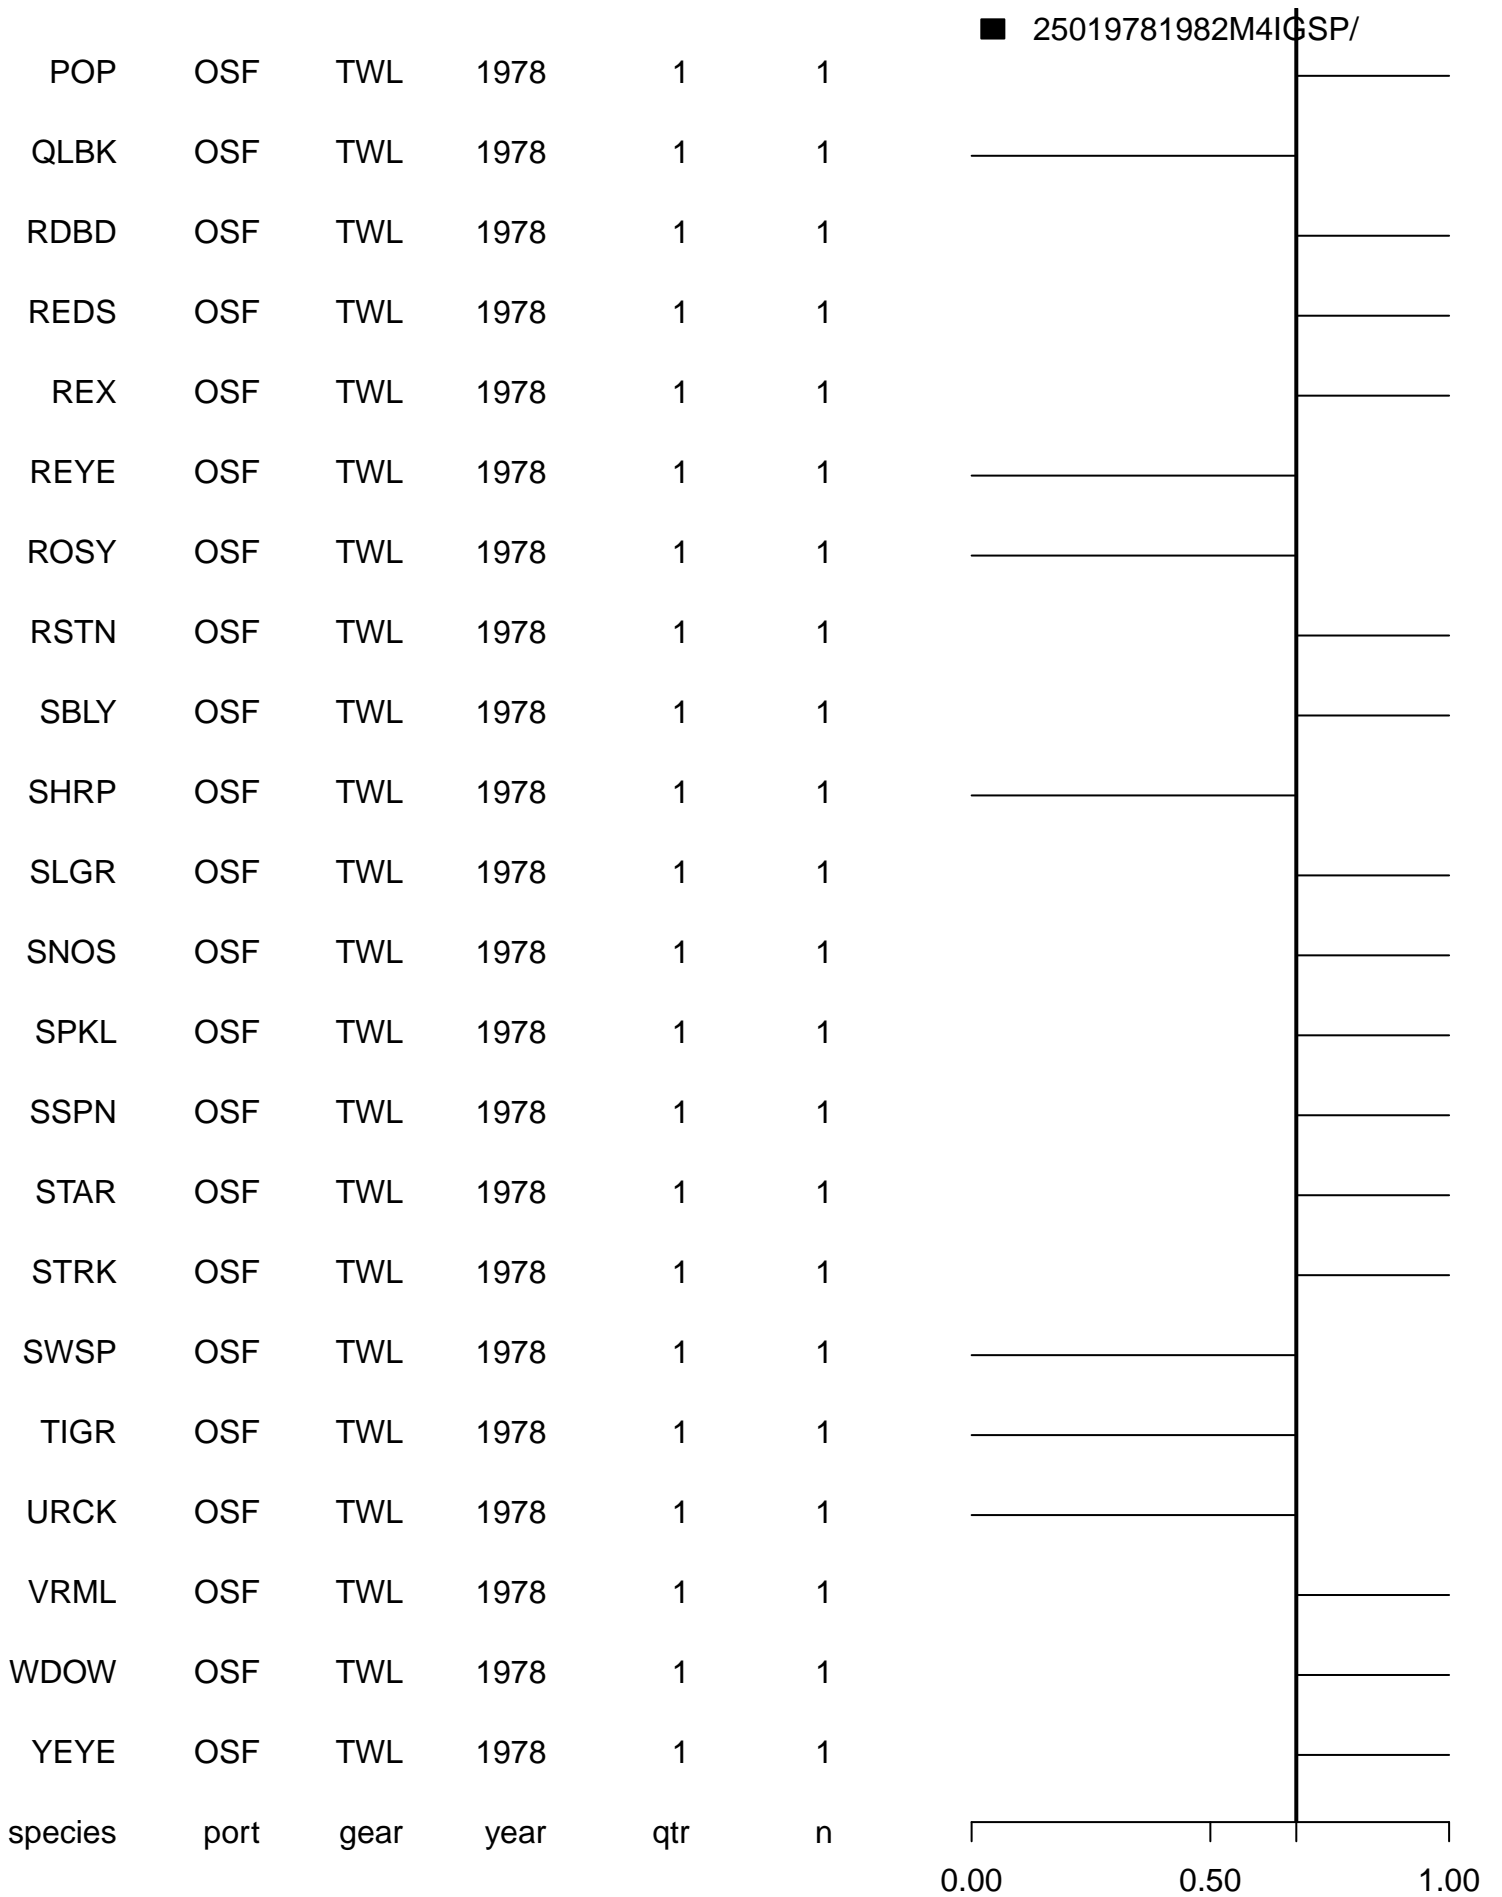 25019781982M4IGSP/
POP OSF TWL 1978 1 1
QLBK OSF TWL 1978 1 1
RDBD OSF TWL 1978 1 1
REDS OSF TWL 1978 1 1
REX OSF TWL 1978 1 1
REYE OSF TWL 1978 1 1
ROSY OSF TWL 1978 1 1
RSTN OSF TWL 1978 1 1
SBLY OSF TWL 1978 1 1
SHRP OSF TWL 1978 1 1
SLGR OSF TWL 1978 1 1
SNOS OSF TWL 1978 1 1
SPKL OSF TWL 1978 1 1
SSPN OSF TWL 1978 1 1
STAR OSF TWL 1978 1 1
STRK OSF TWL 1978 1 1
SWSP OSF TWL 1978 1 1
TIGR OSF TWL 1978 1 1
URCK OSF TWL 1978 1 1
VRML OSF TWL 1978 1 1
WDOW OSF TWL 1978 1 1
YEYE OSF TWL 1978 1 1
species port gear year qtr n
0.00 0.50 1.00